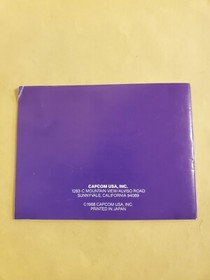 CAPCOM USA, INC.
1283-C MOUNTAIN VIEW-ALVISO ROAD
SUNNYVALE, CALIFORNIA 94089
©1988 CAPCOM USA, INC.
PRINTED IN JAPAN